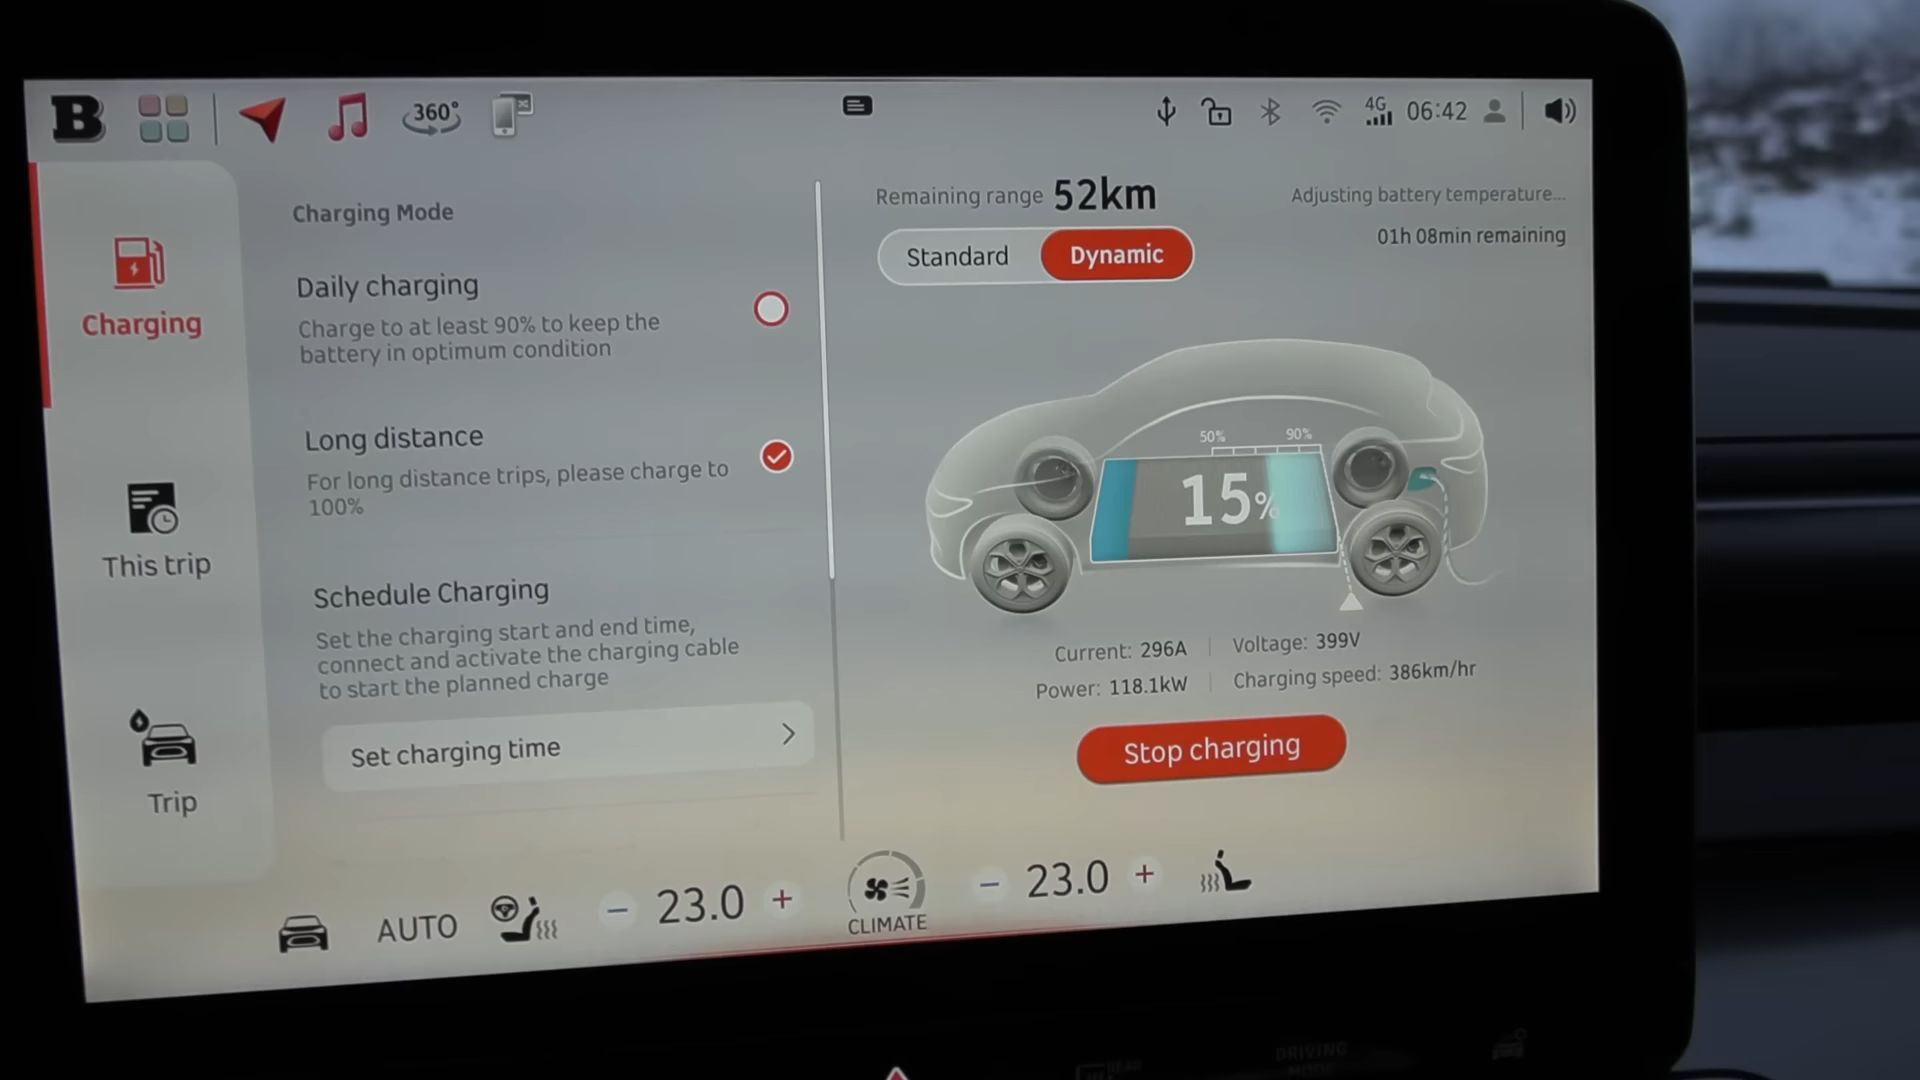 B
360°
4G
06:42
Charging
This trip
Trip
Charging Mode
Daily charging
Charge to at least 90% to keep the
battery in optimum condition
Long distance
For long distance trips, please charge to
100%
Schedule Charging
Set the charging start and end time,
connect and activate the charging cable
to start the planned charge
Set charging time
Remaining range 52km
Standard
Dynamic
Adjusting battery temperature...
01h 08min remaining
50%
90%
15%
Current: 296A
Voltage: 399V
Power: 118.1kW
Charging speed: 386km/hr
Stop charging
AUTO
23.0
CLIMATE
23.0
DRIVING
MODE
REAR